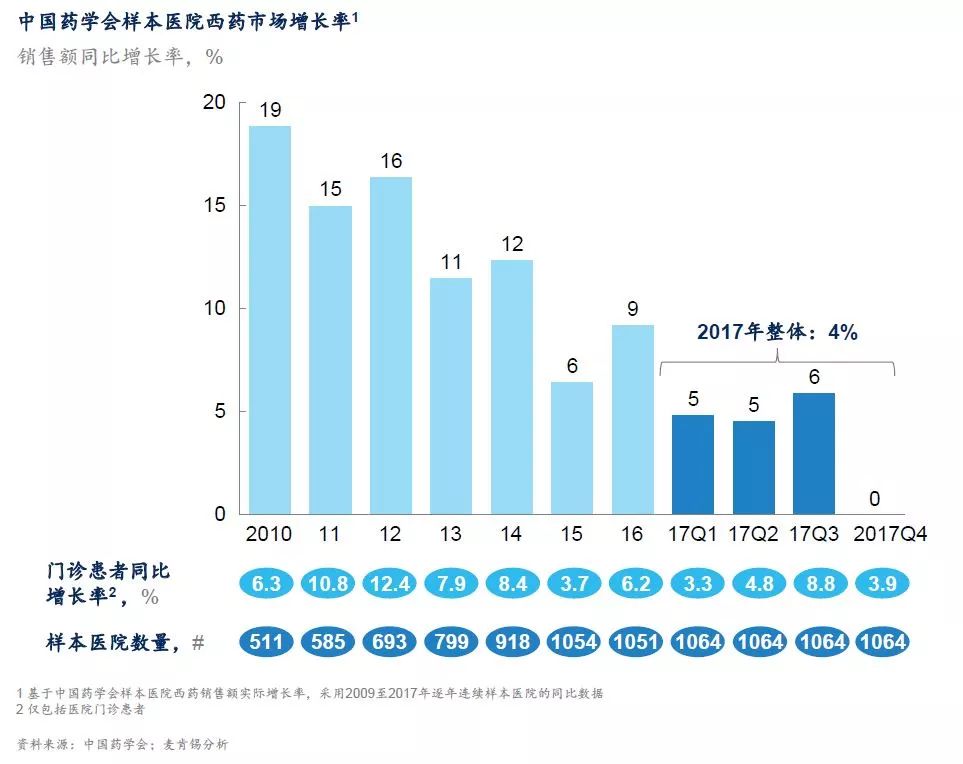 中国药学会样本医院西药市场增长率1
销售额同比增长率，%
20
19
15
16
15
11
12
10
9
2017年整体：4%
6
6
5
5
5
0
0
2010 11 12 13 14 15 16 17Q1 17Q2 17Q3 2017Q4
门诊患者同比
增长率2，%
6.3 10.8 12.4 7.9 8.4 3.7 6.2 3.3 4.8 8.8 3.9
样本医院数量，# 511 585 693 799 918 1054 1051 1064 1064 1064 1064
1 基于中国药学会样本医院西药销售额实际增长率，采用2009至2017年逐年连续样本医院的同比数据
2 仅包括医院门诊患者
资料来源：中国药学会；麦肯锡分析